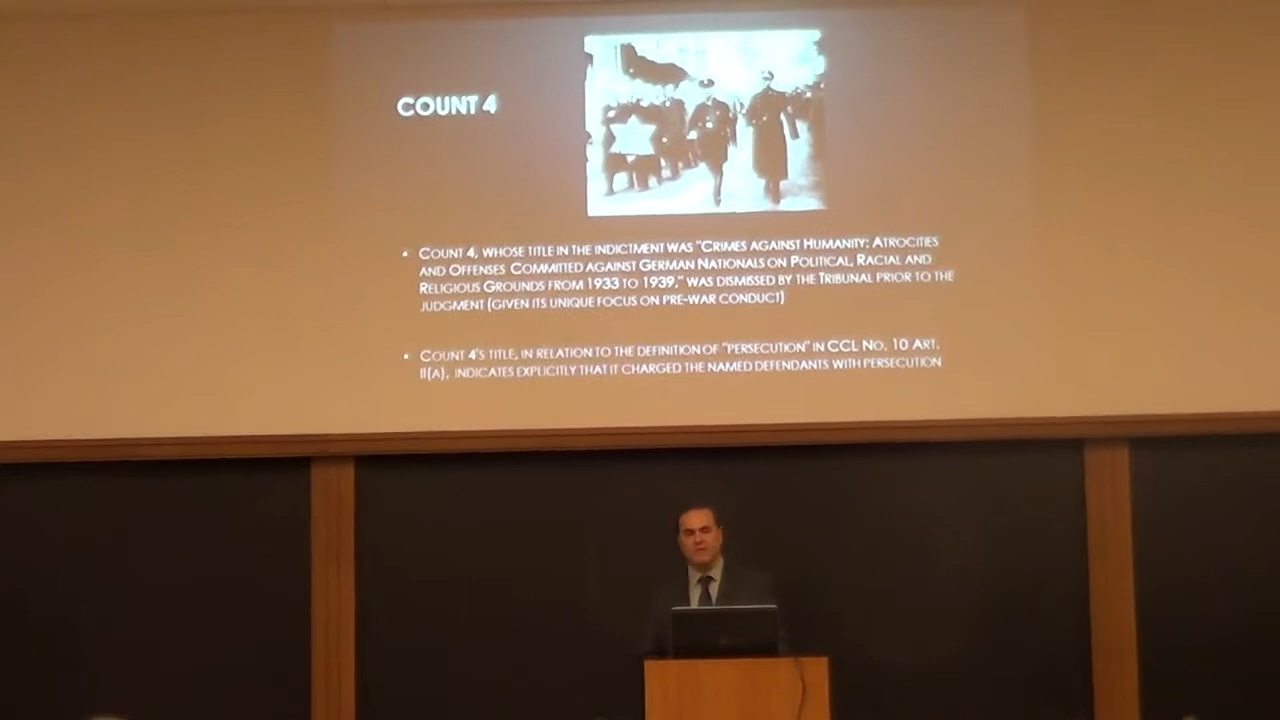 COUNT 4
• COUNT 4, WHOSE TITLE IN THE INDICTMENT WAS "CRIMES AGAINST HUMANITY: ATROCITIES
AND OFFENSES COMMITTED AGAINST GERMAN NATIONALS ON POLITICAL, RACIAL AND
RELIGIOUS GROUNDS FROM 1933 TO 1939," WAS DISMISSED BY THE TRIBUNAL PRIOR TO THE
JUDGMENT (GIVEN ITS UNIQUE FOCUS ON PRE-WAR CONDUCT)
• COUNT 4'S TITLE, IN RELATION TO THE DEFINITION OF "PERSECUTION" IN CCL NO. 10 ART.
II(A), INDICATES EXPLICITLY THAT IT CHARGED THE NAMED DEFENDANTS WITH PERSECUTION